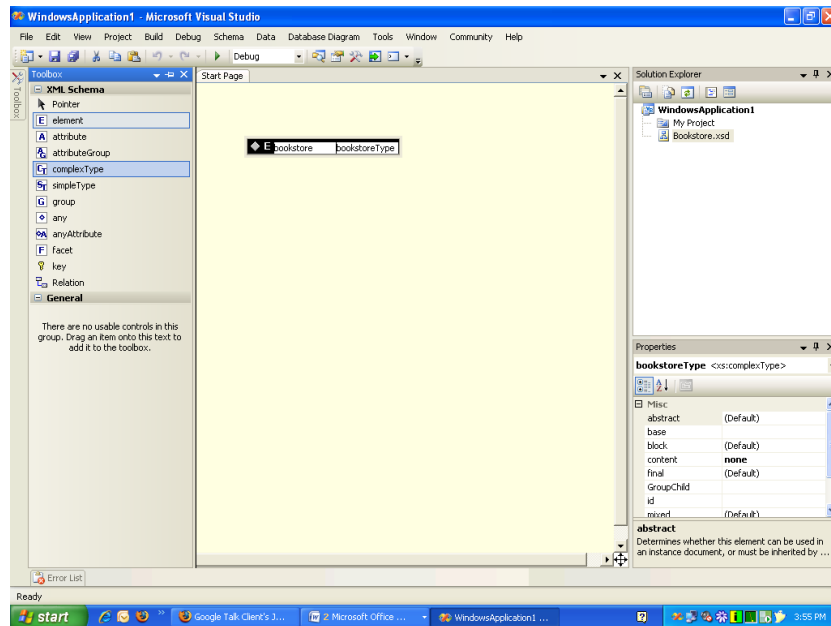 WindowsApplication1 - Microsoft Visual Studio
File Edit View Project Build Debug Schema Data Database Diagram Tools Window Community Help
Debug
Toolbox
Toolbox
XML Schema
Pointer
E element
A attribute
attributeGroup
CT complexType
ST simpleType
G group
any
anyAttribute
F facet
key
Relation
General
There are no usable controls in this
group. Drag an item onto this text to
add it to the toolbox.
Start Page
E bookstore bookstoreType
Solution Explorer
WindowsApplication1
My Project
Bookstore.xsd
Properties
bookstoreType <xs:complexType>
Misc
abstract (Default)
base
block (Default)
content none
final (Default)
GroupChild
id
mixed (Default)
abstract
Determines whether this element can be used in
an instance document, or must be inherited by ...
Error List
Ready
start
Google Talk Client's J...
2 Microsoft Office ...
WindowsApplication1 ...
3:55 PM